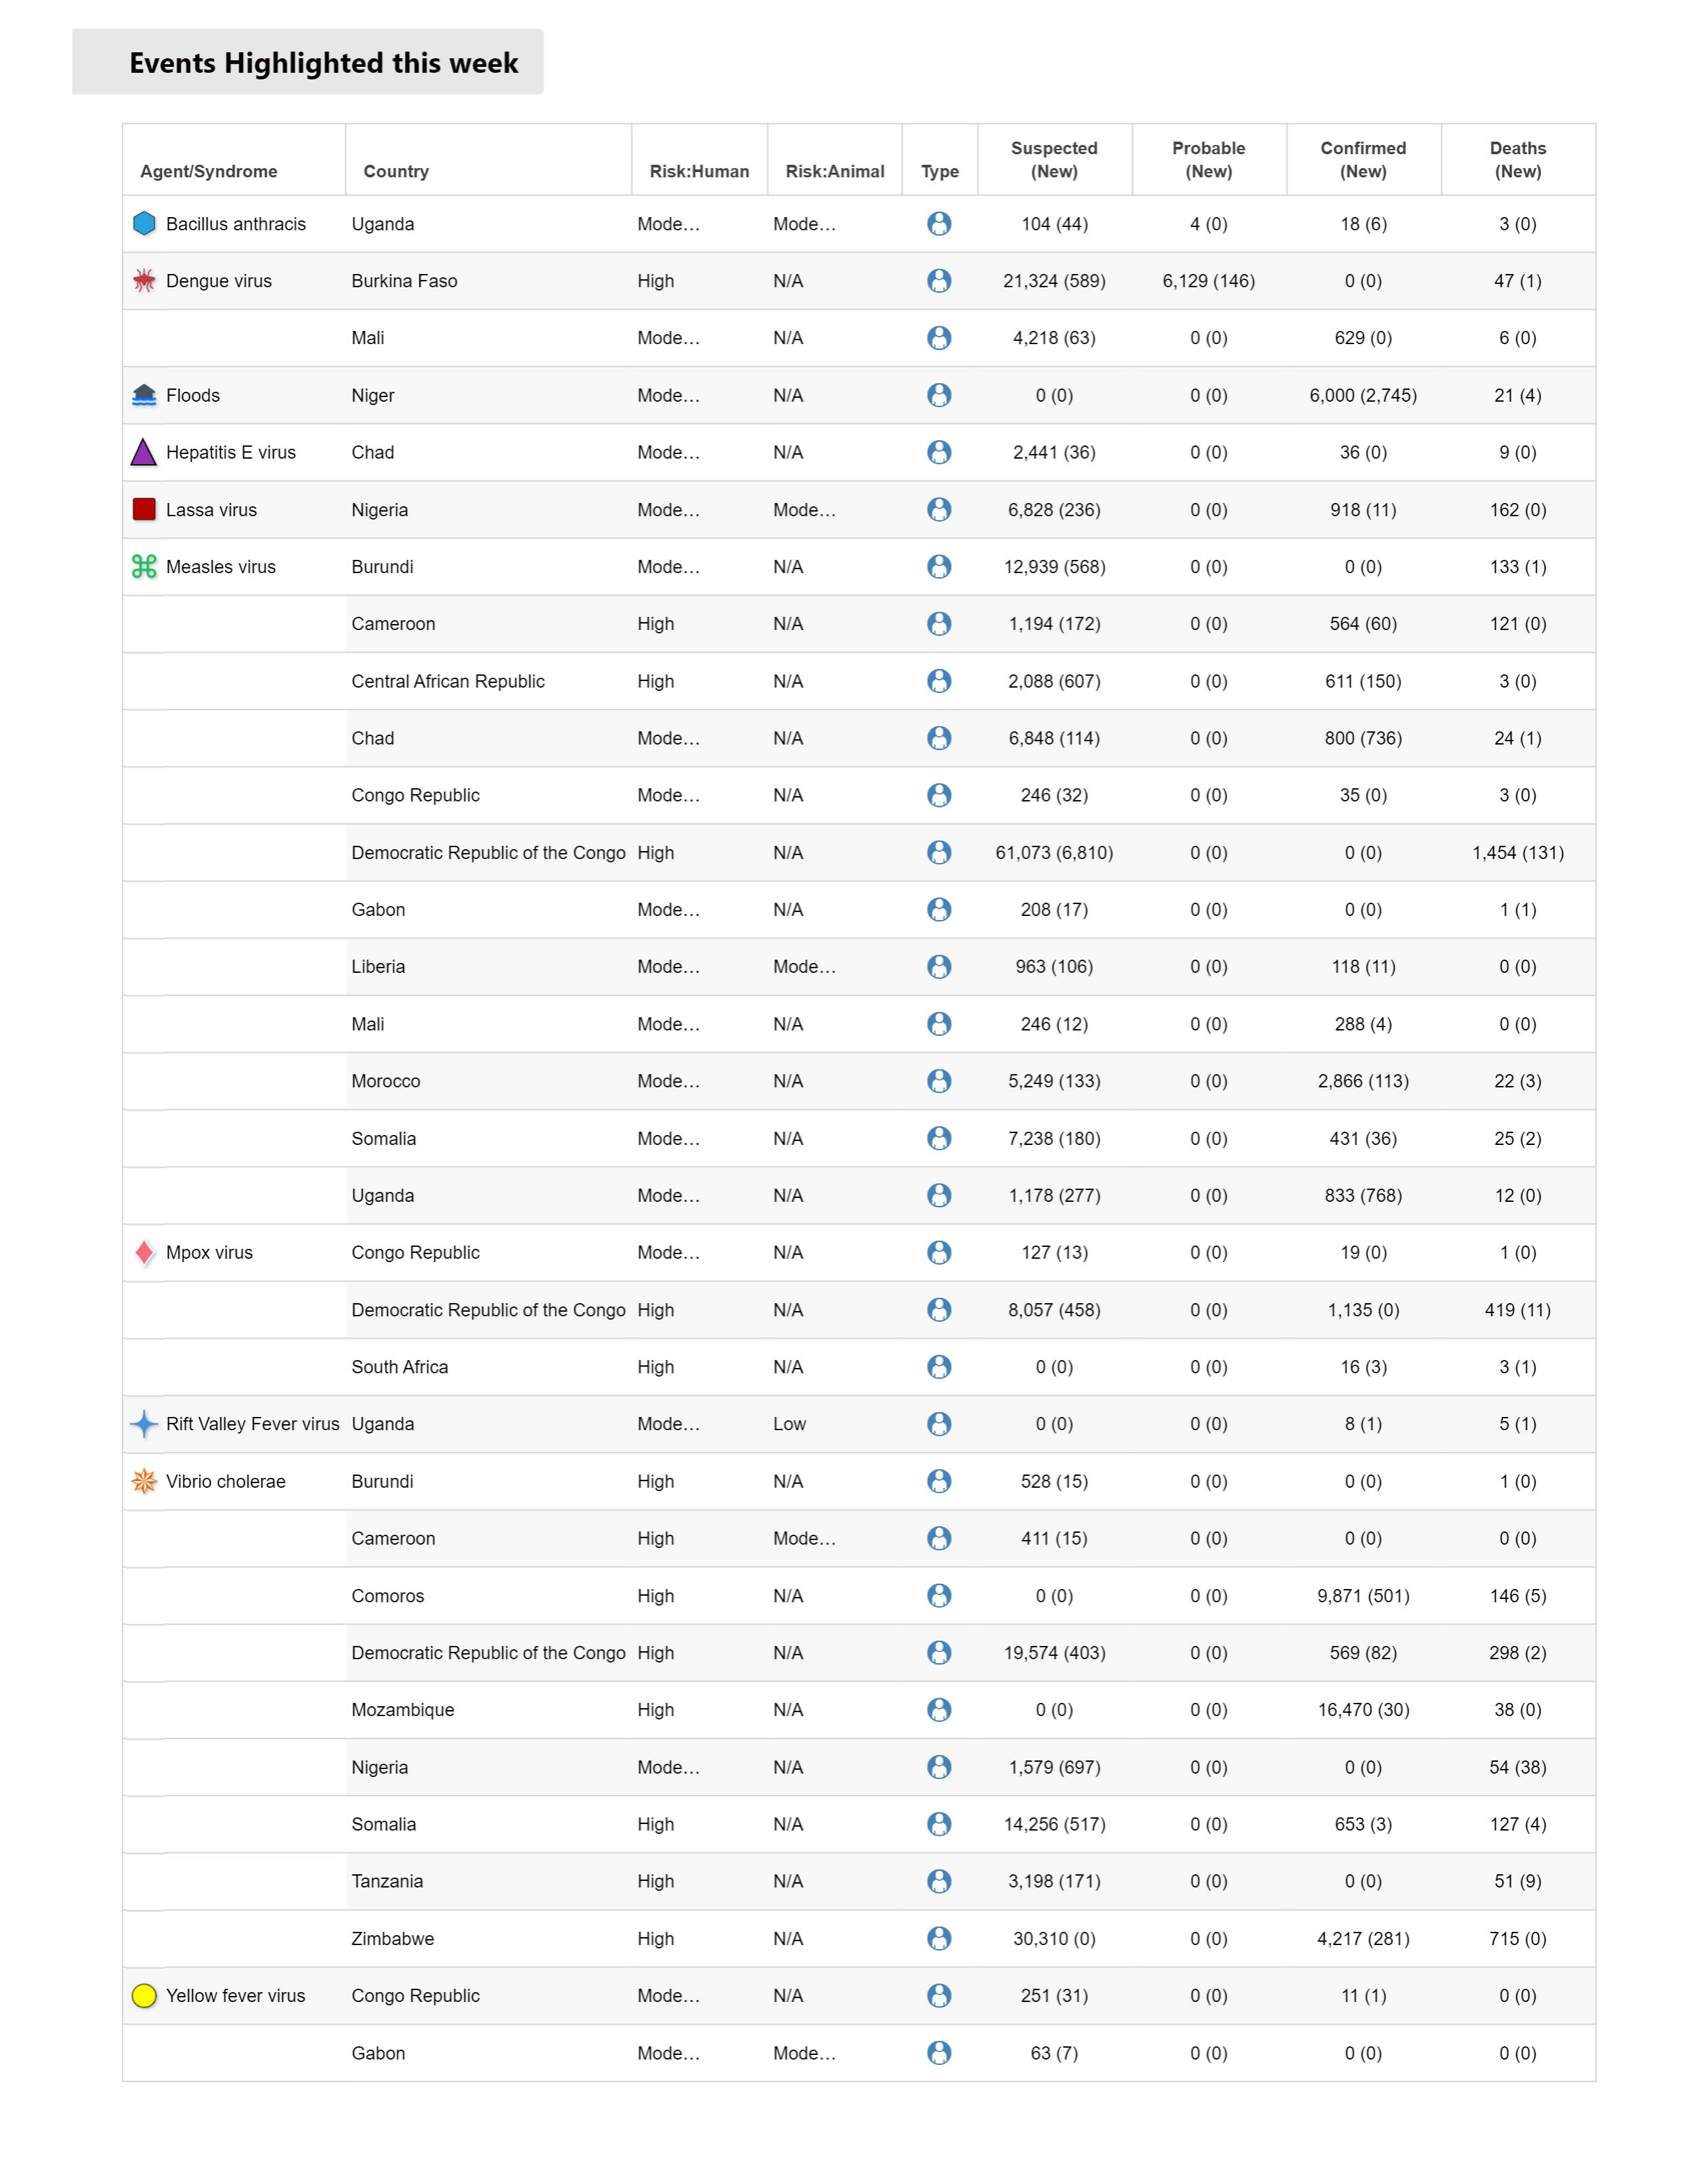 Events Highlighted this week
Agent/Syndrome Country Risk:Human Risk:Animal Type Suspected (New) Probable (New) Confirmed (New) Deaths (New)
Bacillus anthracis Uganda Mode… Mode… 104 (44) 4 (0) 18 (6) 3 (0)
Dengue virus Burkina Faso High N/A 21,324 (589) 6,129 (146) 0 (0) 47 (1)
Mali Mode… N/A 4,218 (63) 0 (0) 629 (0) 6 (0)
Floods Niger Mode… N/A 0 (0) 0 (0) 6,000 (2,745) 21 (4)
Hepatitis E virus Chad Mode… N/A 2,441 (36) 0 (0) 36 (0) 9 (0)
Lassa virus Nigeria Mode… Mode… 6,828 (236) 0 (0) 918 (11) 162 (0)
Measles virus Burundi Mode… N/A 12,939 (568) 0 (0) 0 (0) 133 (1)
Cameroon High N/A 1,194 (172) 0 (0) 564 (60) 121 (0)
Central African Republic High N/A 2,088 (607) 0 (0) 611 (150) 3 (0)
Chad Mode… N/A 6,848 (114) 0 (0) 800 (736) 24 (1)
Congo Republic Mode… N/A 246 (32) 0 (0) 35 (0) 3 (0)
Democratic Republic of the Congo High N/A 61,073 (6,810) 0 (0) 0 (0) 1,454 (131)
Gabon Mode… N/A 208 (17) 0 (0) 0 (0) 1 (1)
Liberia Mode… Mode… 963 (106) 0 (0) 118 (11) 0 (0)
Mali Mode… N/A 246 (12) 0 (0) 288 (4) 0 (0)
Morocco Mode… N/A 5,249 (133) 0 (0) 2,866 (113) 22 (3)
Somalia Mode… N/A 7,238 (180) 0 (0) 431 (36) 25 (2)
Uganda Mode… N/A 1,178 (277) 0 (0) 833 (768) 12 (0)
Mpox virus Congo Republic Mode… N/A 127 (13) 0 (0) 19 (0) 1 (0)
Democratic Republic of the Congo High N/A 8,057 (458) 0 (0) 1,135 (0) 419 (11)
South Africa High N/A 0 (0) 0 (0) 16 (3) 3 (1)
Rift Valley Fever virus Uganda Mode… Low 0 (0) 0 (0) 8 (1) 5 (1)
Vibrio cholerae Burundi High N/A 528 (15) 0 (0) 0 (0) 1 (0)
Cameroon High Mode… 411 (15) 0 (0) 0 (0) 0 (0)
Comoros High N/A 0 (0) 0 (0) 9,871 (501) 146 (5)
Democratic Republic of the Congo High N/A 19,574 (403) 0 (0) 569 (82) 298 (2)
Mozambique High N/A 0 (0) 0 (0) 16,470 (30) 38 (0)
Nigeria Mode… N/A 1,579 (697) 0 (0) 0 (0) 54 (38)
Somalia High N/A 14,256 (517) 0 (0) 653 (3) 127 (4)
Tanzania High N/A 3,198 (171) 0 (0) 0 (0) 51 (9)
Zimbabwe High N/A 30,310 (0) 0 (0) 4,217 (281) 715 (0)
Yellow fever virus Congo Republic Mode… N/A 251 (31) 0 (0) 11 (1) 0 (0)
Gabon Mode… Mode… 63 (7) 0 (0) 0 (0) 0 (0)